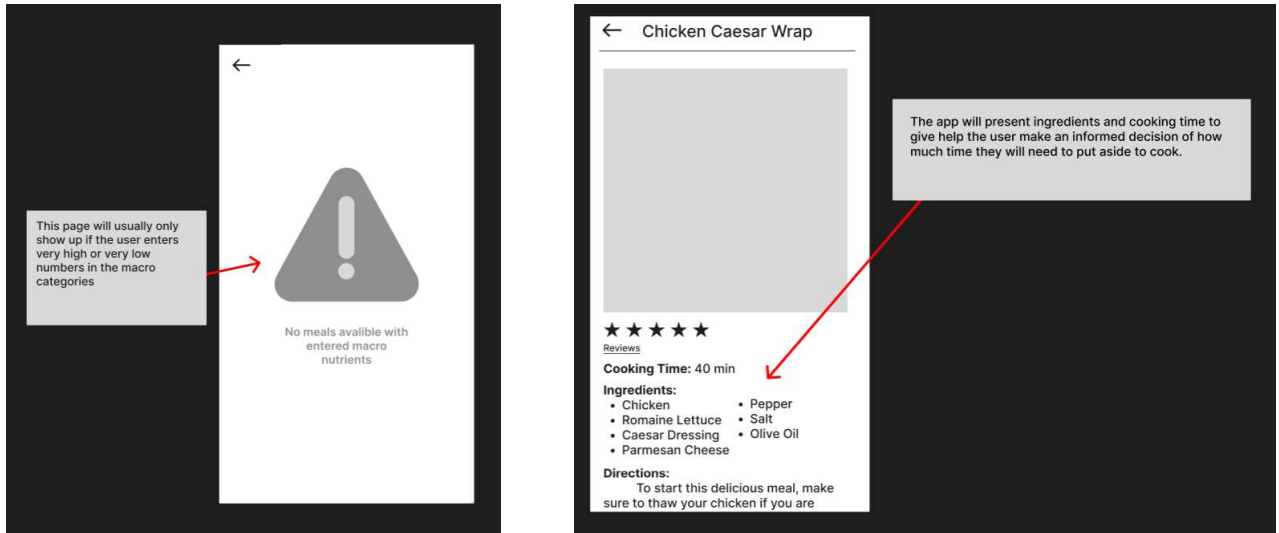 This page will usually only
show up if the user enters
very high or very low
numbers in the macro
categories
No meals avalible with
entered macro
nutrients
Chicken Caesar Wrap
Reviews
Cooking Time: 40 min
Ingredients:
• Chicken
• Romaine Lettuce
• Caesar Dressing
• Parmesan Cheese
• Pepper
• Salt
• Olive Oil
Directions:
To start this delicious meal, make
sure to thaw your chicken if you are
The app will present ingredients and cooking time to
give help the user make an informed decision of how
much time they will need to put aside to cook.